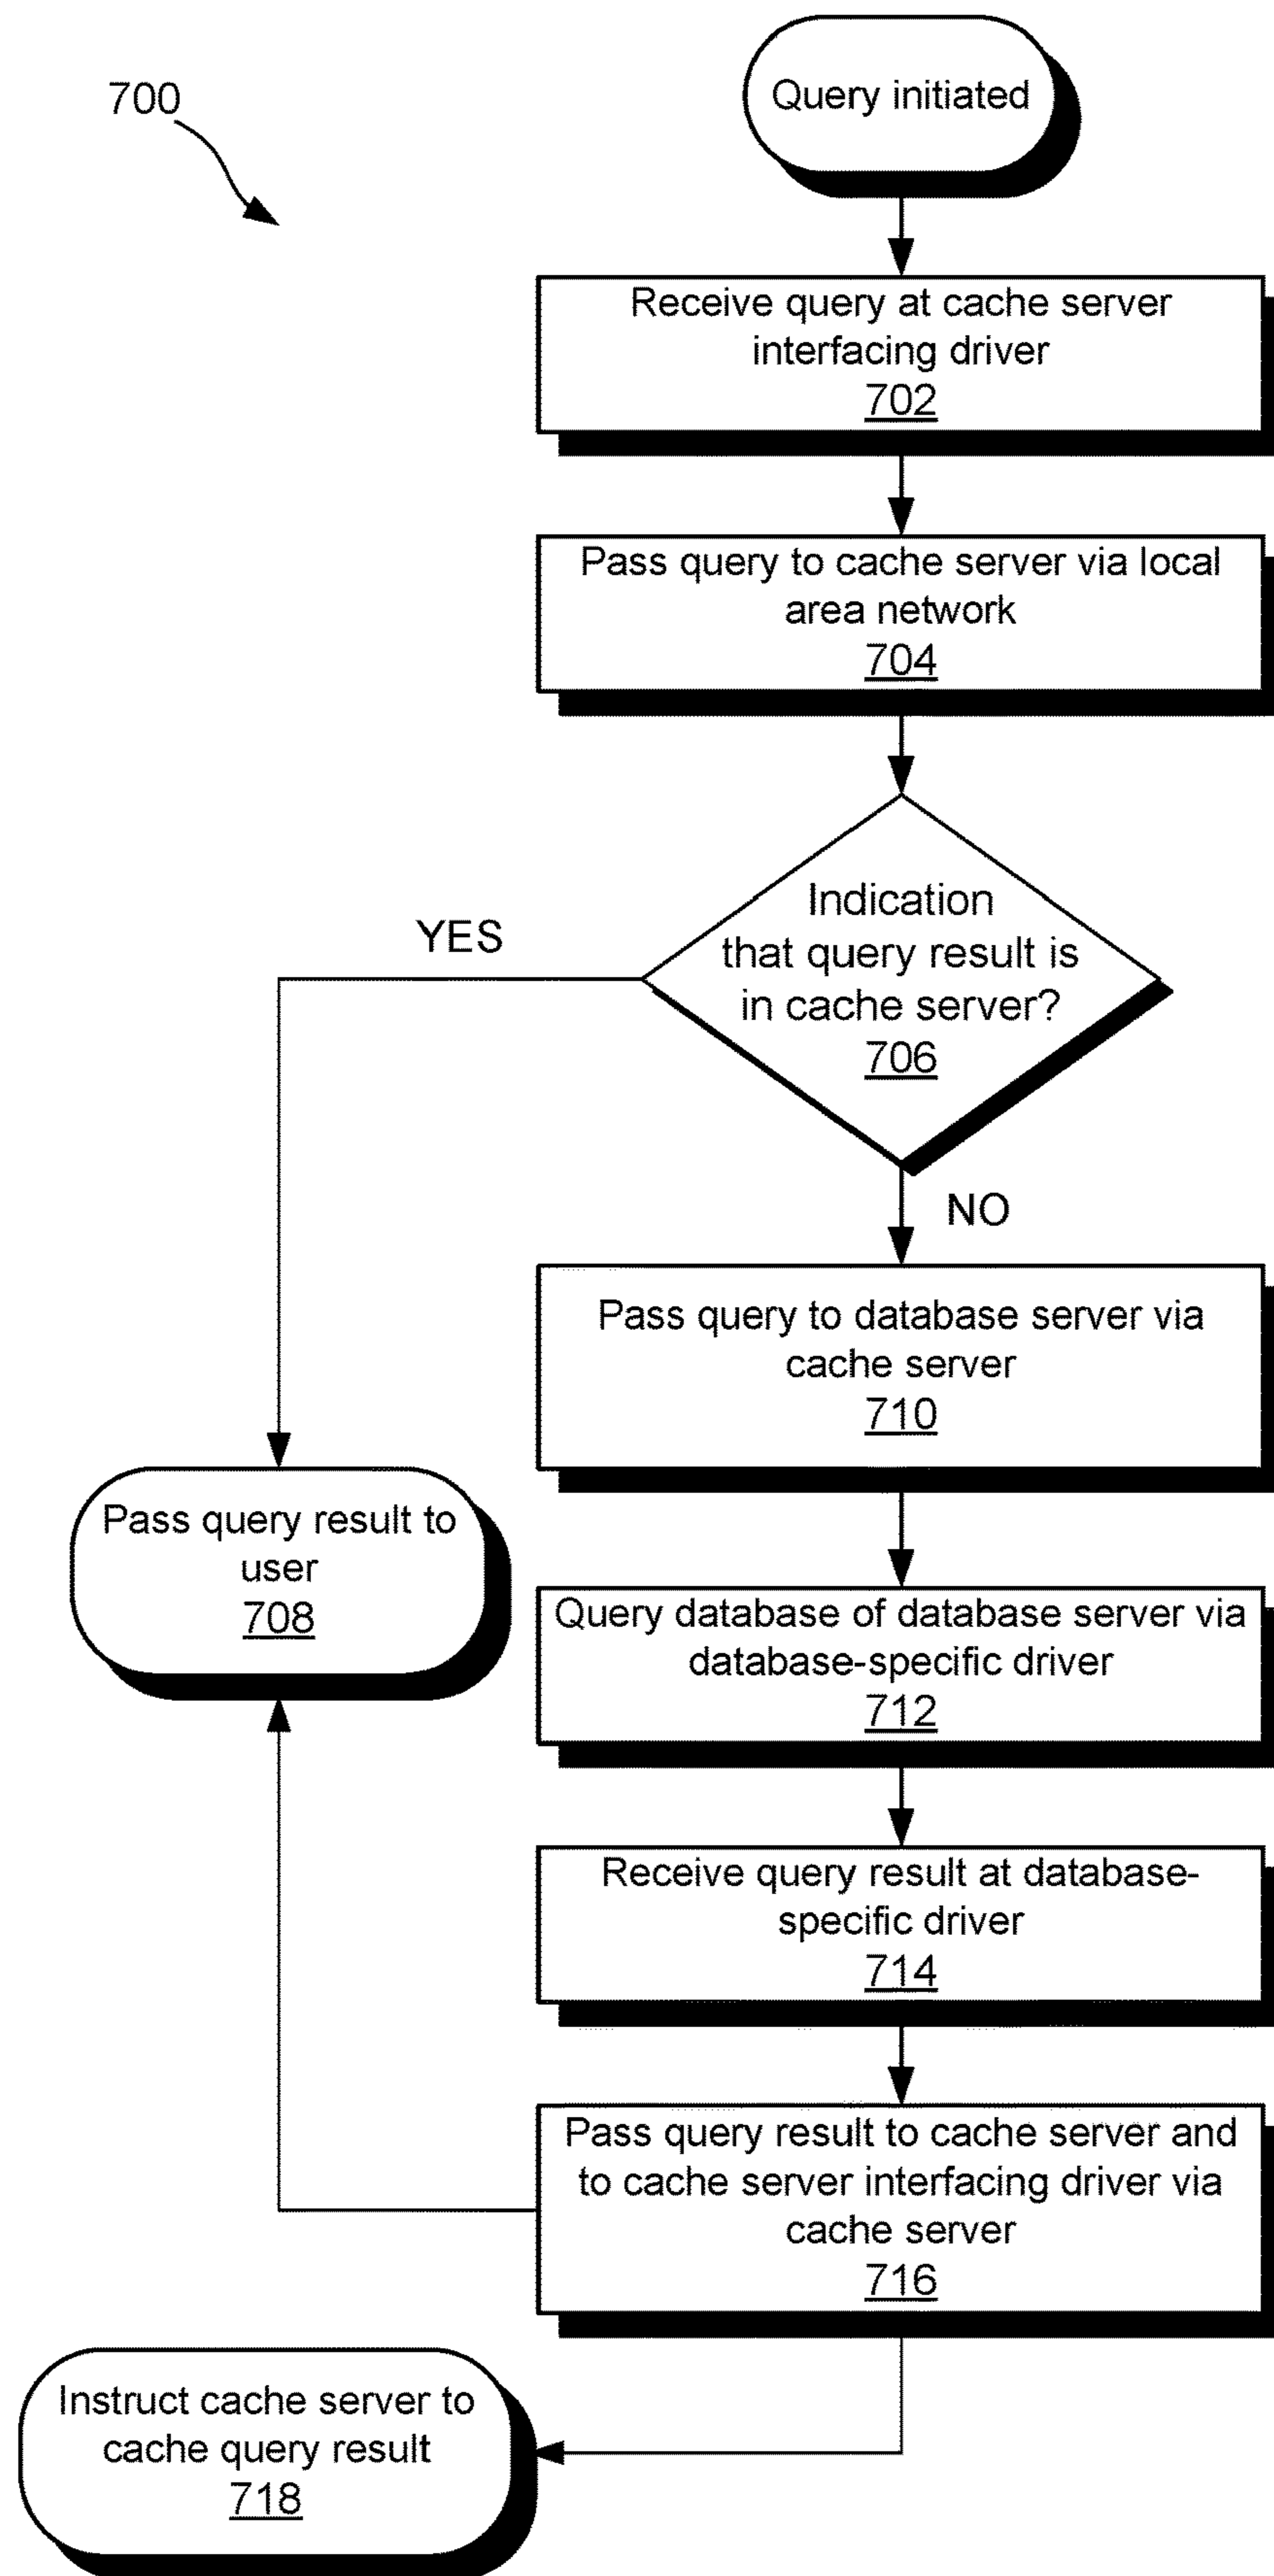 700
Query initiated
Receive query at cache server
interfacing driver
702
Pass query to cache server via local
area network
704
Indication
that query result is
in cache server?
706
YES
NO
Pass query to database server via
cache server
710
Pass query result to
user
708
Query database of database server via
database-specific driver
712
Receive query result at database-
specific driver
714
Pass query result to cache server and
to cache server interfacing driver via
cache server
716
Instruct cache server to
cache query result
718